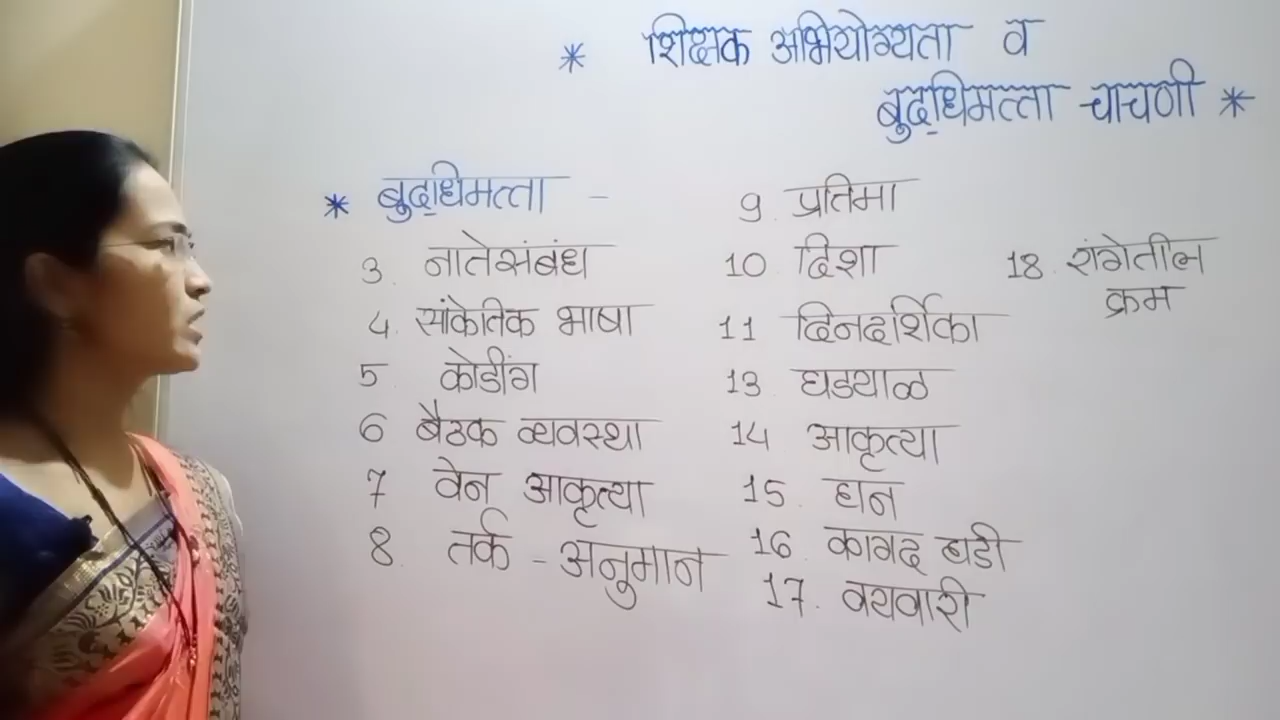 * शिक्षक अभियोग्यता व
बुद्धिमत्ता चाचणी *
* बुद्धिमत्ता -
3. नातेसंबंध
4. सांकेतिक भाषा
5. कोडींग
6 बैठक व्यवस्था
7 वेन आकृत्या
8. तर्क - अनुमान
9. प्रतिमा
10 दिशा
11 दिनदर्शिका
13 घड्याळ
14 आकृत्या
15. घन
16 कागद घडी
17. वयवारी
18. रांगेतील
क्रम